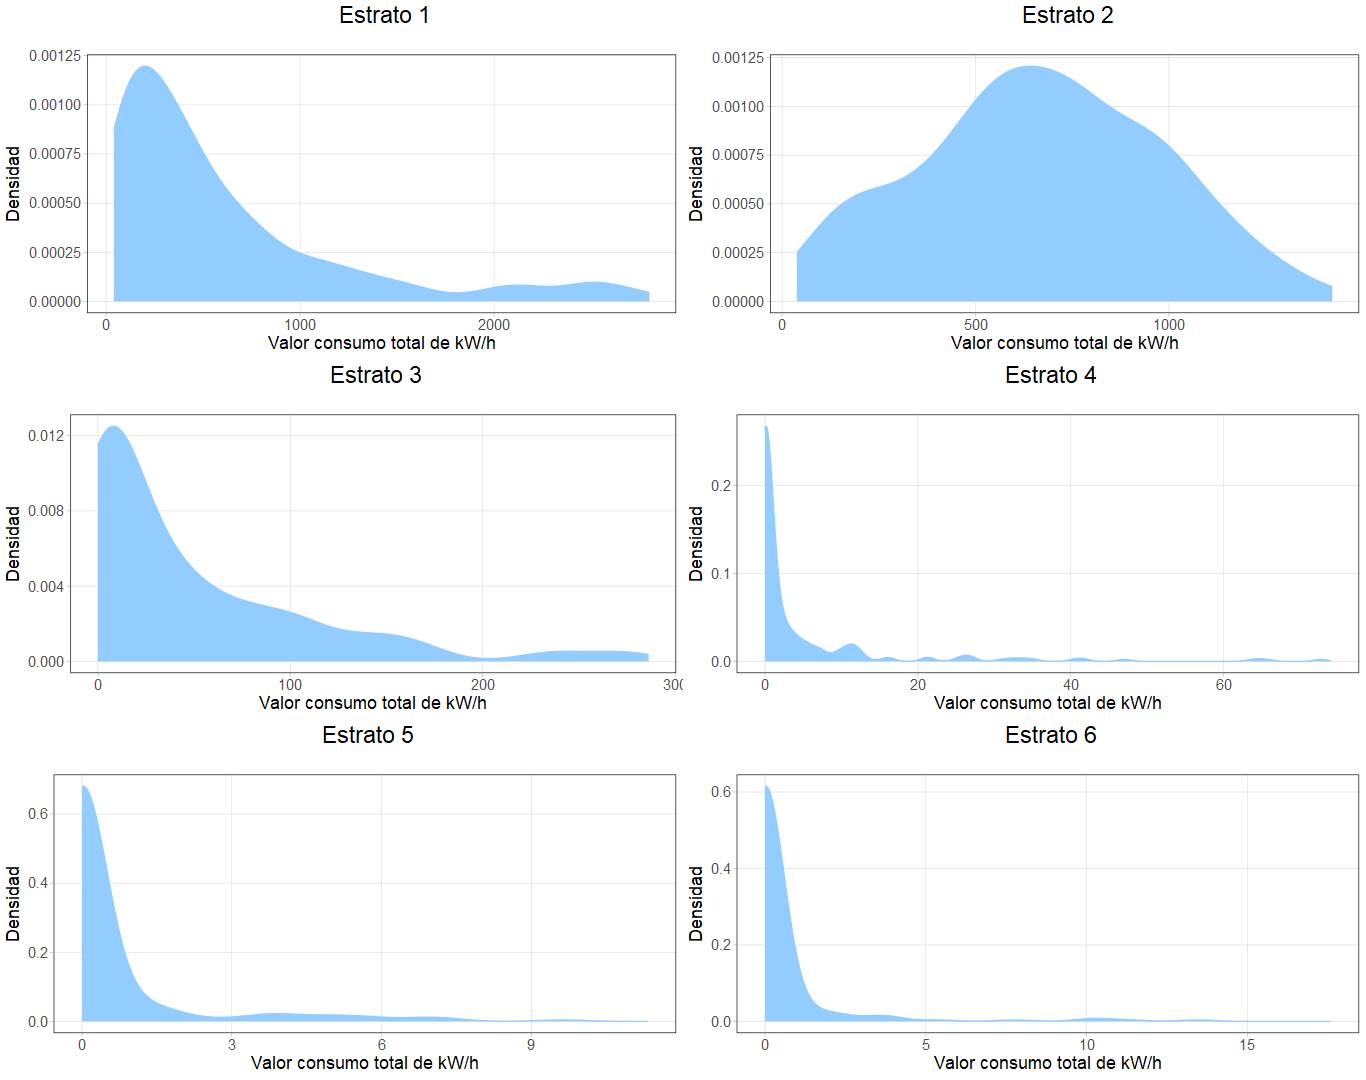 Estrato 1
0.00125
0.00100
0.00075
0.00050
0.00025
0.00000
Densidad
0 1000 2000
Valor consumo total de kW/h
Estrato 2
0.00125
0.00100
0.00075
0.00050
0.00025
0.00000
Densidad
0 500 1000
Valor consumo total de kW/h
Estrato 3
0.012
0.008
0.004
0.000
Densidad
0 100 200 300
Valor consumo total de kW/h
Estrato 4
0.2
0.1
0.0
Densidad
0 20 40 60
Valor consumo total de kW/h
Estrato 5
0.6
0.4
0.2
0.0
Densidad
0 3 6 9
Valor consumo total de kW/h
Estrato 6
0.6
0.4
0.2
0.0
Densidad
0 5 10 15
Valor consumo total de kW/h